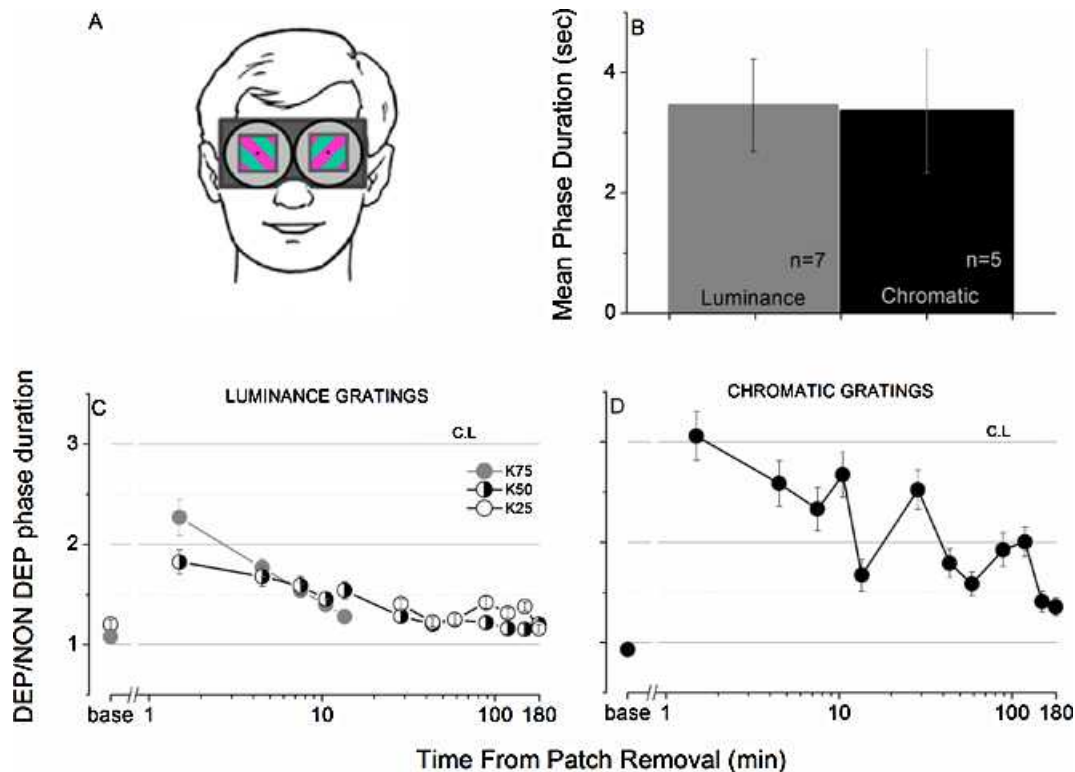 A
B
Mean Phase Duration (sec)
4
2
0
n=7
n=5
Luminance
Chromatic
C
LUMINANCE GRATINGS
C.L
K75
K50
K25
DEP/NON DEP phase duration
3
2
1
base
1
10
100
180
D
CHROMATIC GRATINGS
C.L
base
1
10
100
180
Time From Patch Removal (min)